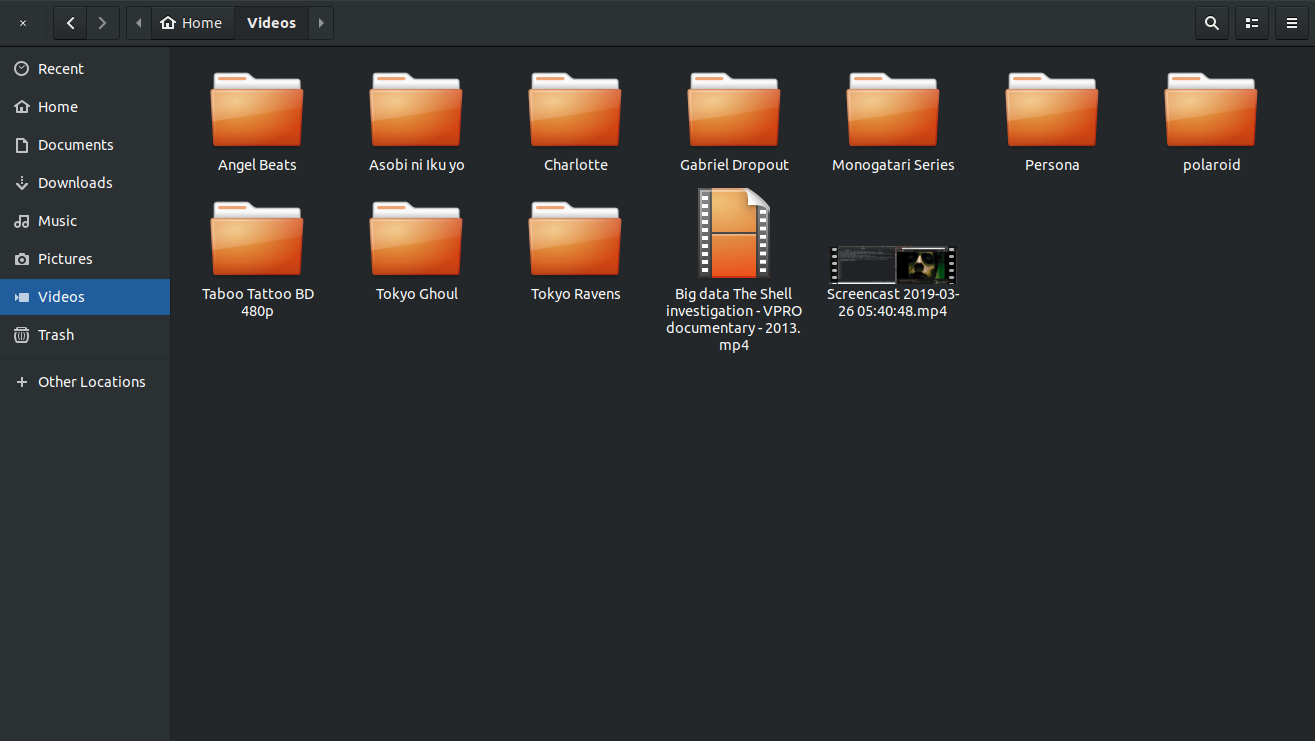 Home
Videos
Recent
Home
Documents
Downloads
Music
Pictures
Videos
Trash
Other Locations
Angel Beats
Asobi ni Iku yo
Charlotte
Gabriel Dropout
Monogatari Series
Persona
polaroid
Taboo Tattoo BD
480p
Tokyo Ghoul
Tokyo Ravens
Big data The Shell
investigation - VPRO
documentary - 2013.
mp4
Screencast 2019-03-
26 05:40:48.mp4